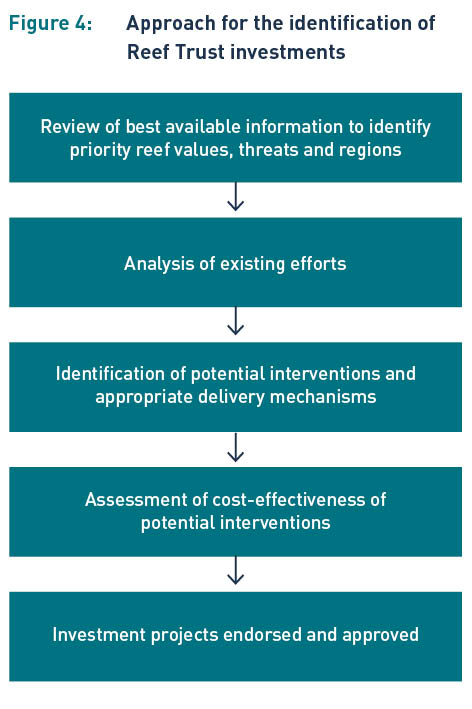 Figure 4: Approach for the identification of
Reef Trust investments
Review of best available information to identify
priority reef values, threats and regions
Analysis of existing efforts
Identification of potential interventions and
appropriate delivery mechanisms
Assessment of cost-effectiveness of
potential interventions
Investment projects endorsed and approved